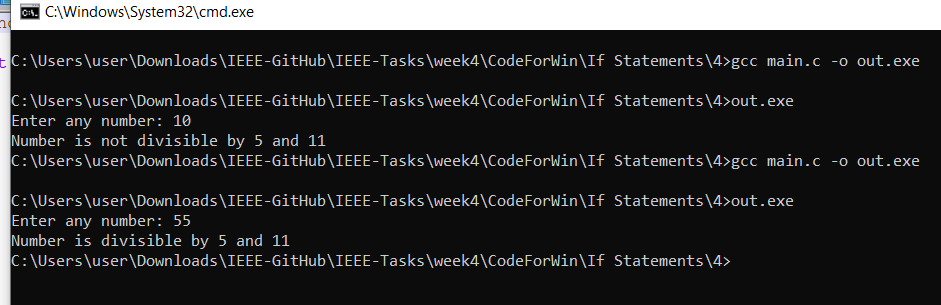 C:\Windows\System32\cmd.exe
C:\Users\user\Downloads\IEEE-GitHub\IEEE-Tasks\week4\CodeForWin\If Statements\4>gcc main.c -o out.exe
C:\Users\user\Downloads\IEEE-GitHub\IEEE-Tasks\week4\CodeForWin\If Statements\4>out.exe
Enter any number: 10
Number is not divisible by 5 and 11
C:\Users\user\Downloads\IEEE-GitHub\IEEE-Tasks\week4\CodeForWin\If Statements\4>gcc main.c -o out.exe
C:\Users\user\Downloads\IEEE-GitHub\IEEE-Tasks\week4\CodeForWin\If Statements\4>out.exe
Enter any number: 55
Number is divisible by 5 and 11
C:\Users\user\Downloads\IEEE-GitHub\IEEE-Tasks\week4\CodeForWin\If Statements\4>